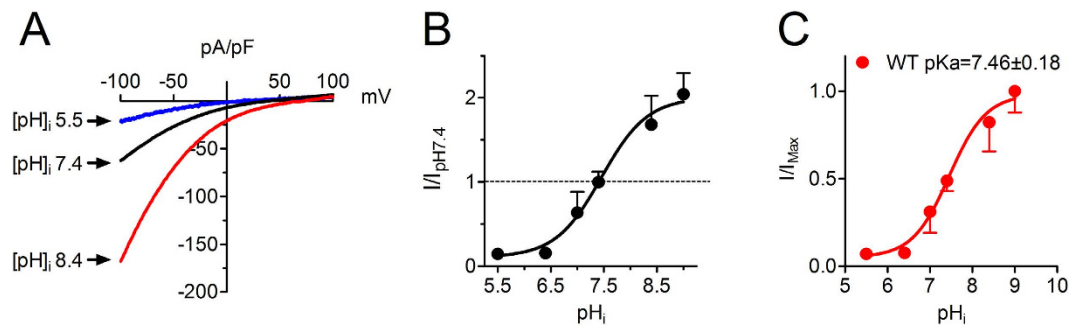 A
pA/pF
-100
-50
0
50
100
mV
[pH]i 5.5
[pH]i 7.4
[pH]i 8.4
-50
-100
-150
-200
B
I/IpH7.4
2
1
0
5.5
6.5
7.5
8.5
pHi
C
WT pKa=7.46±0.18
I/IMax
1.0
0.5
0.0
5
6
7
8
9
10
pHi